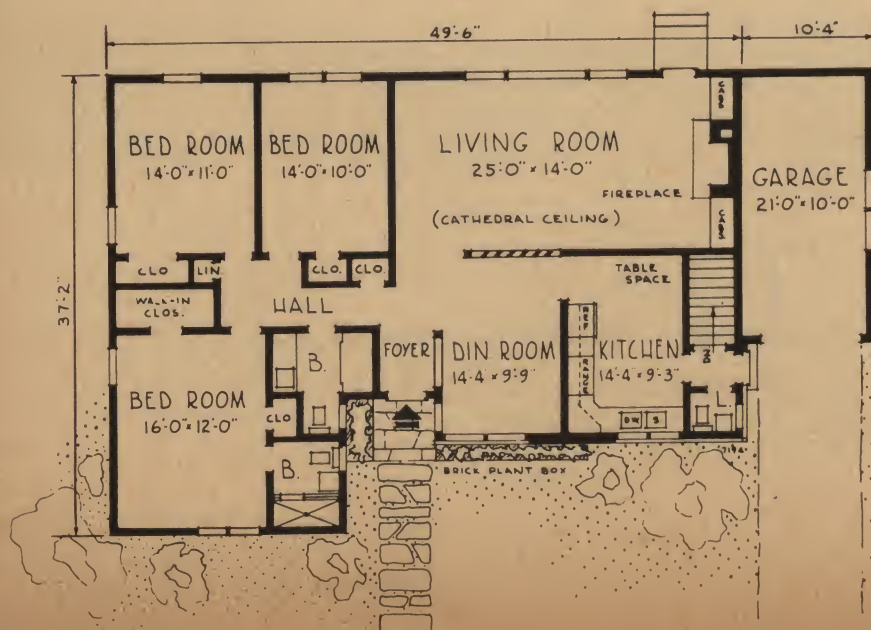 49'-6"
10'-4"
37'-2"
BED ROOM
14'-0" x 11'-0"
BED ROOM
14'-0" x 10'-0"
LIVING ROOM
25'-0" x 14'-0"
FIREPLACE
(CATHEDRAL CEILING)
CABS
CABS
GARAGE
21'-0" x 10'-0"
CLO
LIN.
CLO.
CLO.
WALK-IN
CLOS.
HALL
TABLE
SPACE
BED ROOM
16'-0" x 12'-0"
CLO
B.
B.
FOYER
DIN ROOM
14-4 x 9'-9"
REF
RANGE
KITCHEN
14'-4" x 9'-3"
DW
S
L.
BRICK PLANT BOX